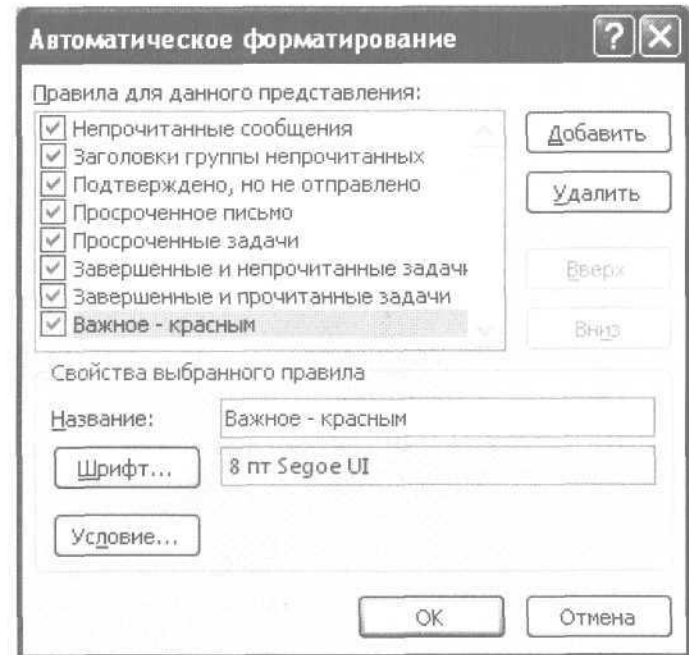 Автоматическое форматирование
Правила для данного представления:
Непрочитанные сообщения
Заголовки группы непрочитанных
Подтверждено, но не отправлено
Просроченное письмо
Просроченные задачи
Завершенные и непрочитанные задачи
Завершенные и прочитанные задачи
Важное - красным
Добавить
Удалить
Вверх
Вниз
Свойства выбранного правила
Название: Важное - красным
Шрифт... 8 пт Segoe UI
Условие...
ОК Отмена